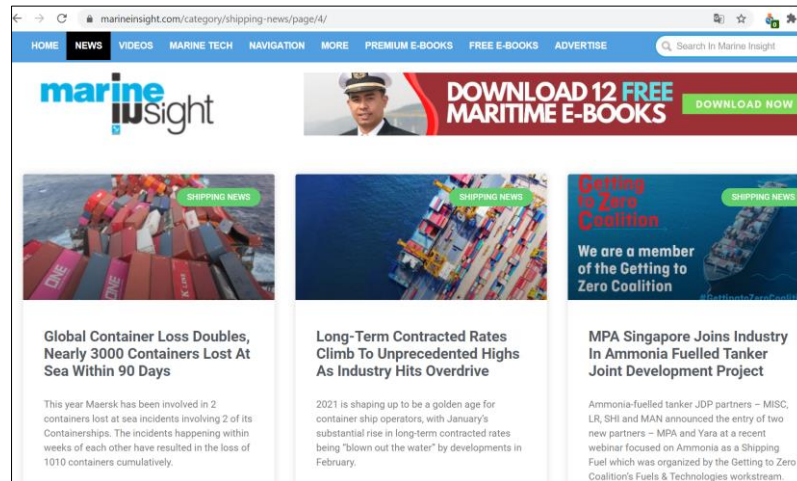 marineinsight.com/category/shipping-news/page/4/
HOME NEWS VIDEOS MARINE TECH NAVIGATION MORE PREMIUM E-BOOKS FREE E-BOOKS ADVERTISE Search In Marine Insight
marine
insight
DOWNLOAD 12 FREE
MARITIME E-BOOKS
DOWNLOAD NOW
SHIPPING NEWS
ONE
Global Container Loss Doubles,
Nearly 3000 Containers Lost At
Sea Within 90 Days
This year Maersk has been involved in 2
containers lost at sea incidents involving 2 of its
Containerships. The incidents happening within
weeks of each other have resulted in the loss of
1010 containers cumulatively.
SHIPPING NEWS
Long-Term Contracted Rates
Climb To Unprecedented Highs
As Industry Hits Overdrive
2021 is shaping up to be a golden age for
container ship operators, with January's
substantial rise in long-term contracted rates
being "blown out the water" by developments in
February.
Getting
to Zero
Coalition
SHIPPING NEWS
We are a member
of the Getting to
Zero Coalition
#GettingtoZeroCoalit
MPA Singapore Joins Industry
In Ammonia Fuelled Tanker
Joint Development Project
Ammonia-fuelled tanker JDP partners – MISC,
LR, SHI and MAN announced the entry of two
new partners – MPA and Yara at a recent
webinar focused on Ammonia as a Shipping
Fuel which was organized by the Getting to Zero
Coalition's Fuels & Technologies workstream.